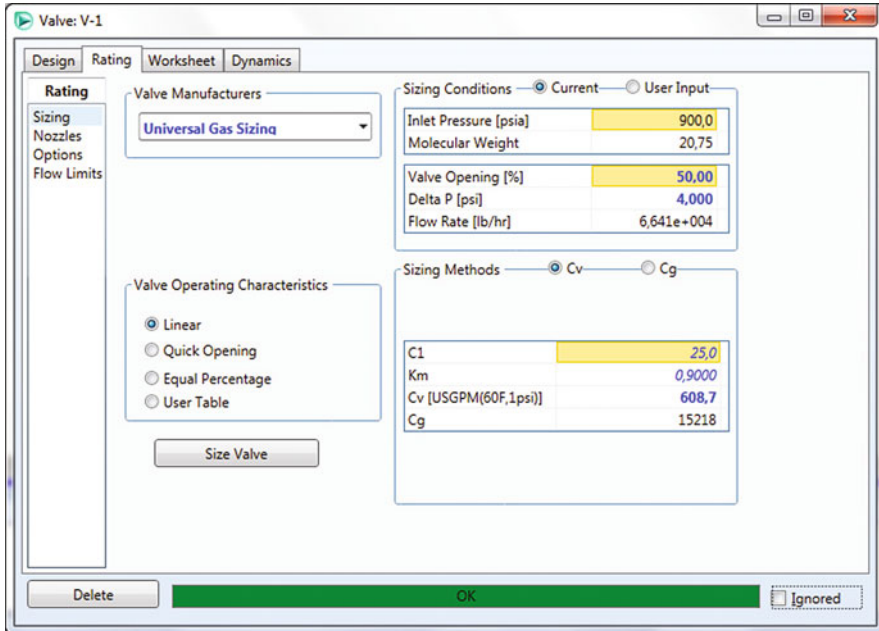 Valve: V-1
Design Rating Worksheet Dynamics
Rating
Sizing
Nozzles
Options
Flow Limits
Valve Manufacturers
Universal Gas Sizing
Sizing Conditions Current User Input
Inlet Pressure [psia] 900,0
Molecular Weight 20,75
Valve Opening [%] 50,00
Delta P [psi] 4,000
Flow Rate [lb/hr] 6,641e+004
Valve Operating Characteristics
Linear
Quick Opening
Equal Percentage
User Table
Size Valve
Sizing Methods Cv Cg
C1 25,0
Km 0,9000
Cv [USGPM(60F,1psi)] 608,7
Cg 15218
Delete OK Ignored